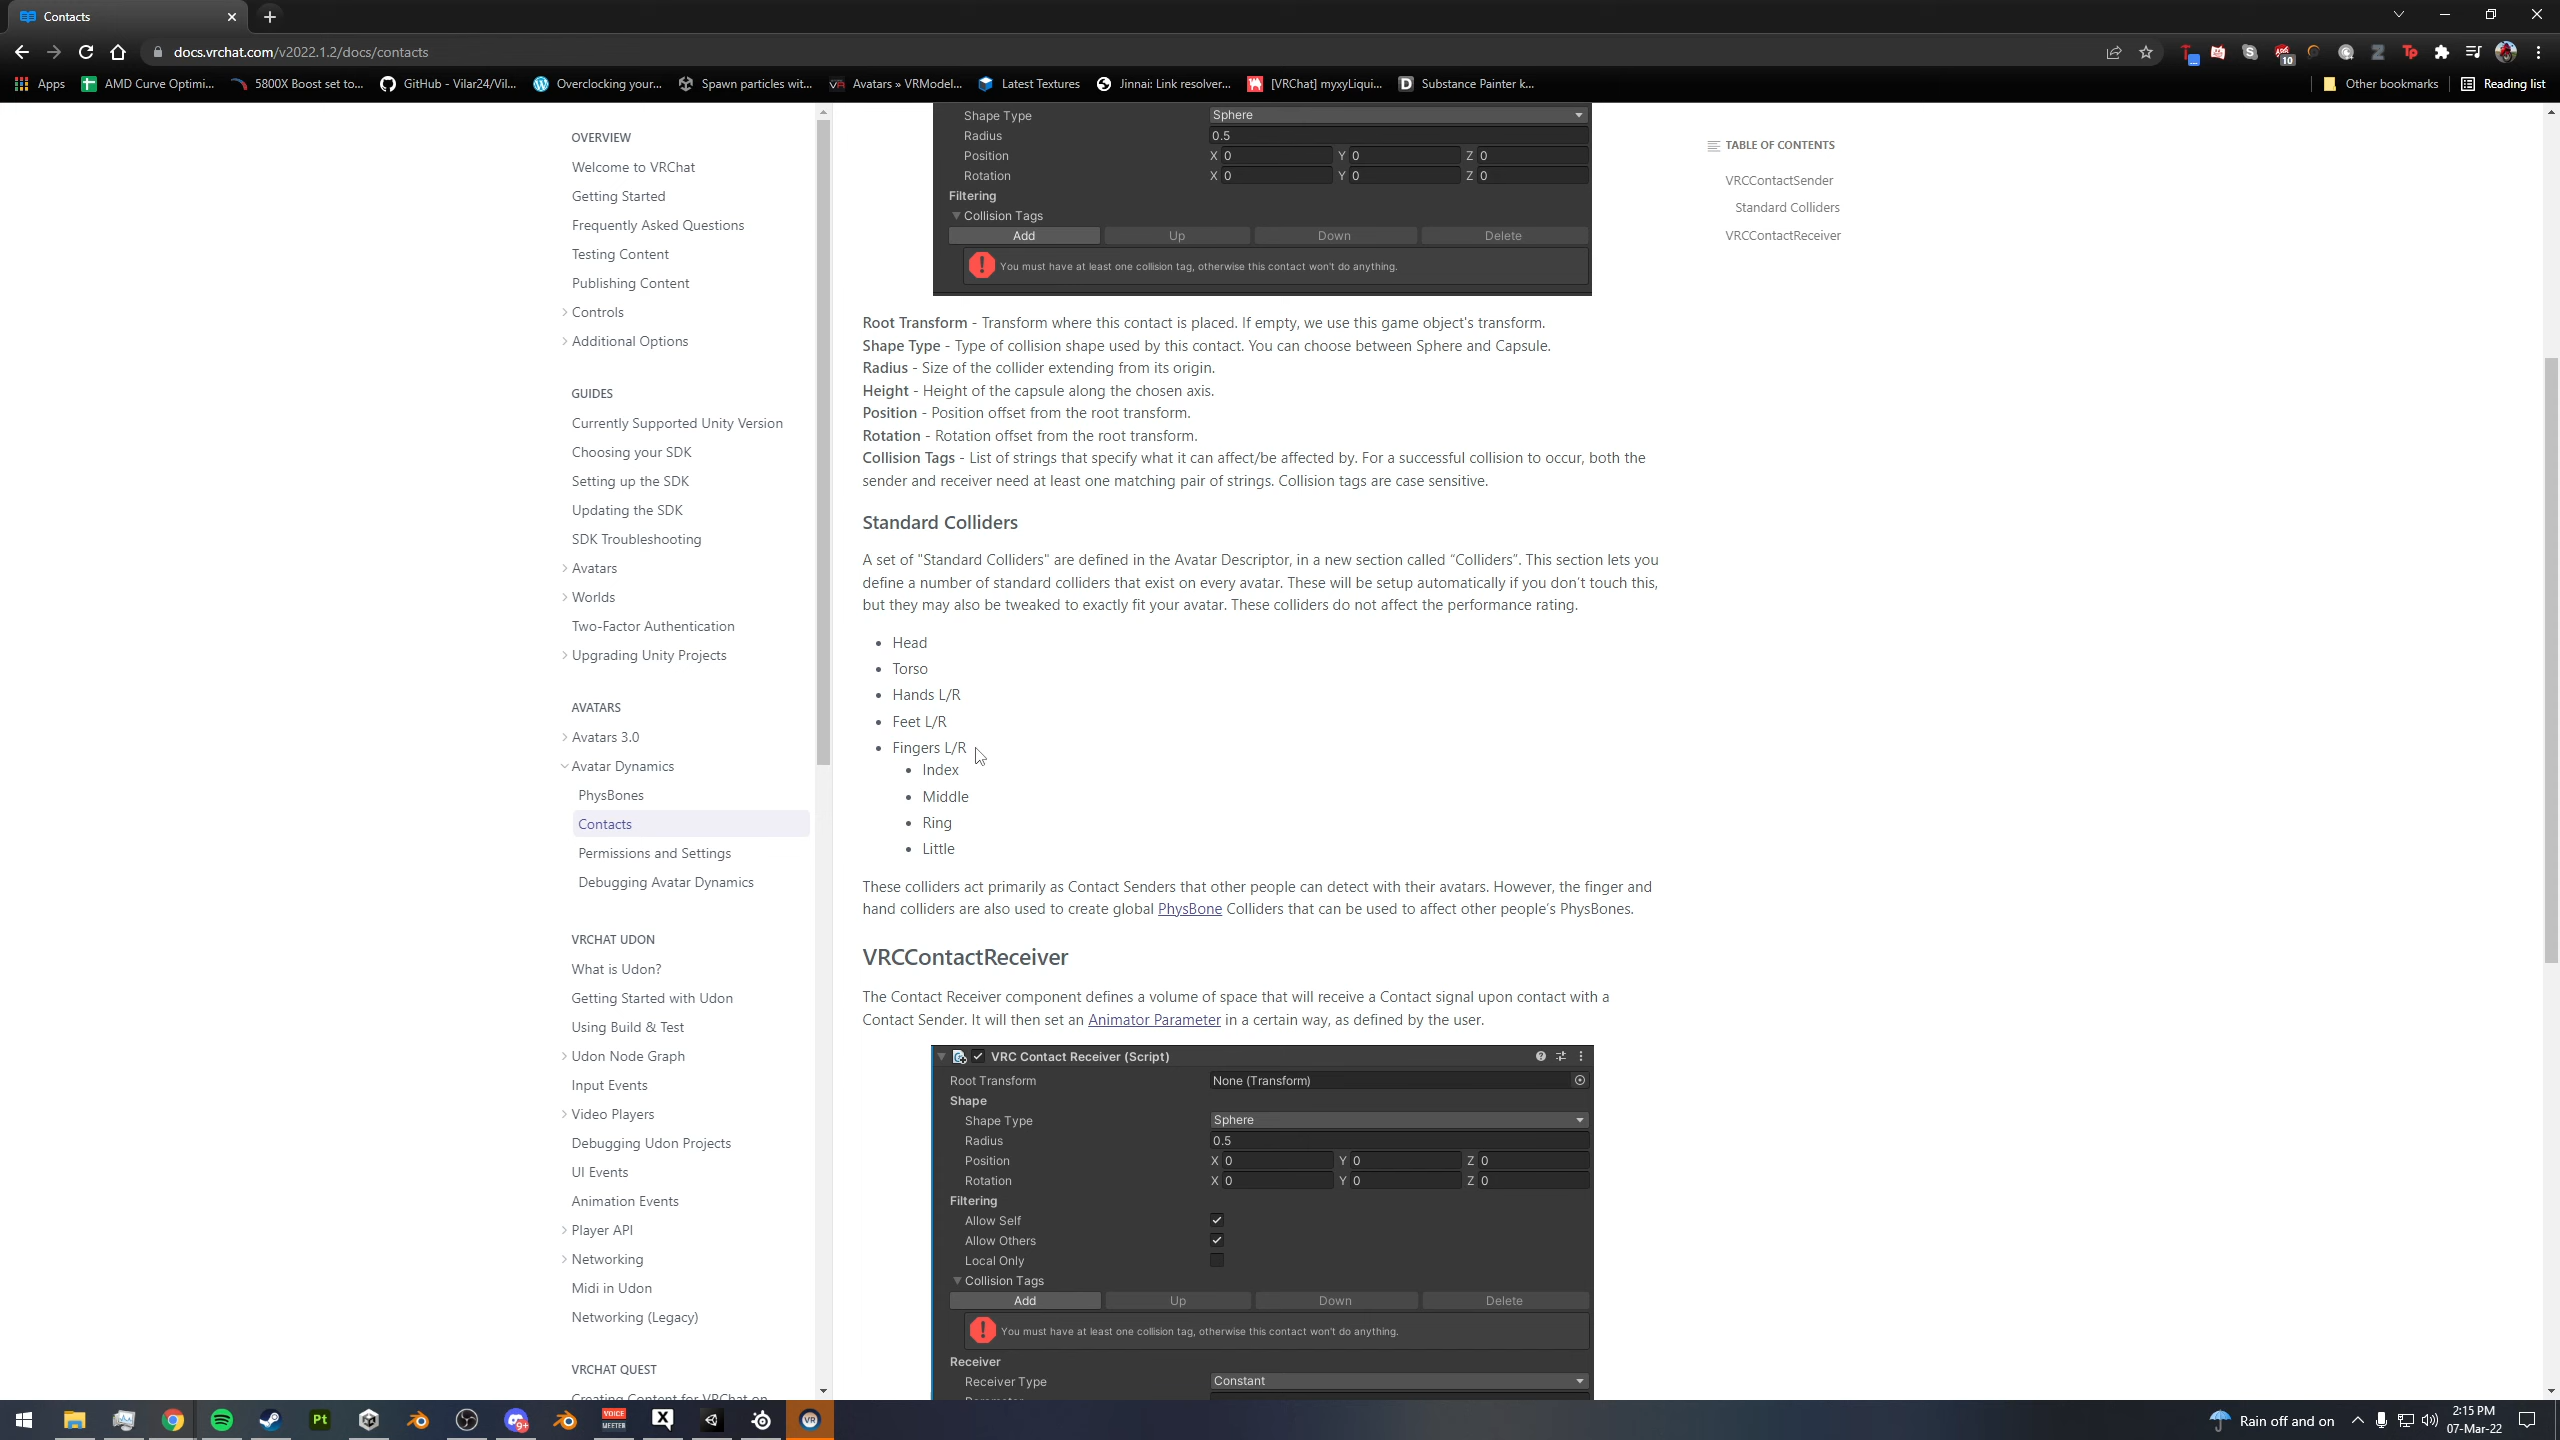 Contacts
docs.vrchat.com/v2022.1.2/docs/contacts
10
Apps
AMD Curve Optimi...
5800X Boost set to...
GitHub - Vilar24/Vil...
Overclocking your...
Spawn particles wit...
Avatars » VRModel...
Latest Textures
Jinnai: Link resolver...
[VRChat] myxyLiqui...
Substance Painter k...
Other bookmarks
Reading list
OVERVIEW
Welcome to VRChat
Getting Started
Frequently Asked Questions
Testing Content
Publishing Content
Controls
Additional Options
GUIDES
Currently Supported Unity Version
Choosing your SDK
Setting up the SDK
Updating the SDK
SDK Troubleshooting
Avatars
Worlds
Two-Factor Authentication
Upgrading Unity Projects
AVATARS
Avatars 3.0
Avatar Dynamics
PhysBones
Contacts
Permissions and Settings
Debugging Avatar Dynamics
VRCHAT UDON
What is Udon?
Getting Started with Udon
Using Build & Test
Udon Node Graph
Input Events
Video Players
Debugging Udon Projects
UI Events
Animation Events
Player API
Networking
Midi in Udon
Networking (Legacy)
VRCHAT QUEST
Creating Content for VRChat on
Shape Type Sphere
Radius 0.5
Position X 0 Y 0 Z 0
Rotation X 0 Y 0 Z 0
Filtering
Collision Tags
Add Up Down Delete
You must have at least one collision tag, otherwise this contact won't do anything.
Root Transform - Transform where this contact is placed. If empty, we use this game object's transform.
Shape Type - Type of collision shape used by this contact. You can choose between Sphere and Capsule.
Radius - Size of the collider extending from its origin.
Height - Height of the capsule along the chosen axis.
Position - Position offset from the root transform.
Rotation - Rotation offset from the root transform.
Collision Tags - List of strings that specify what it can affect/be affected by. For a successful collision to occur, both the
sender and receiver need at least one matching pair of strings. Collision tags are case sensitive.
Standard Colliders
A set of "Standard Colliders" are defined in the Avatar Descriptor, in a new section called “Colliders”. This section lets you
define a number of standard colliders that exist on every avatar. These will be setup automatically if you don’t touch this,
but they may also be tweaked to exactly fit your avatar. These colliders do not affect the performance rating.
• Head
• Torso
• Hands L/R
• Feet L/R
• Fingers L/R
• Index
• Middle
• Ring
• Little
These colliders act primarily as Contact Senders that other people can detect with their avatars. However, the finger and
hand colliders are also used to create global PhysBone Colliders that can be used to affect other people’s PhysBones.
VRCContactReceiver
The Contact Receiver component defines a volume of space that will receive a Contact signal upon contact with a
Contact Sender. It will then set an Animator Parameter in a certain way, as defined by the user.
VRC Contact Receiver (Script)
Root Transform None (Transform)
Shape
Shape Type Sphere
Radius 0.5
Position X 0 Y 0 Z 0
Rotation X 0 Y 0 Z 0
Filtering
Allow Self
Allow Others
Local Only
Collision Tags
Add Up Down Delete
You must have at least one collision tag, otherwise this contact won't do anything.
Receiver
Receiver Type Constant
TABLE OF CONTENTS
VRCContactSender
Standard Colliders
VRCContactReceiver
Pt
9+
VOICE
MEETER
X
VR
Rain off and on
2:15 PM
07-Mar-22